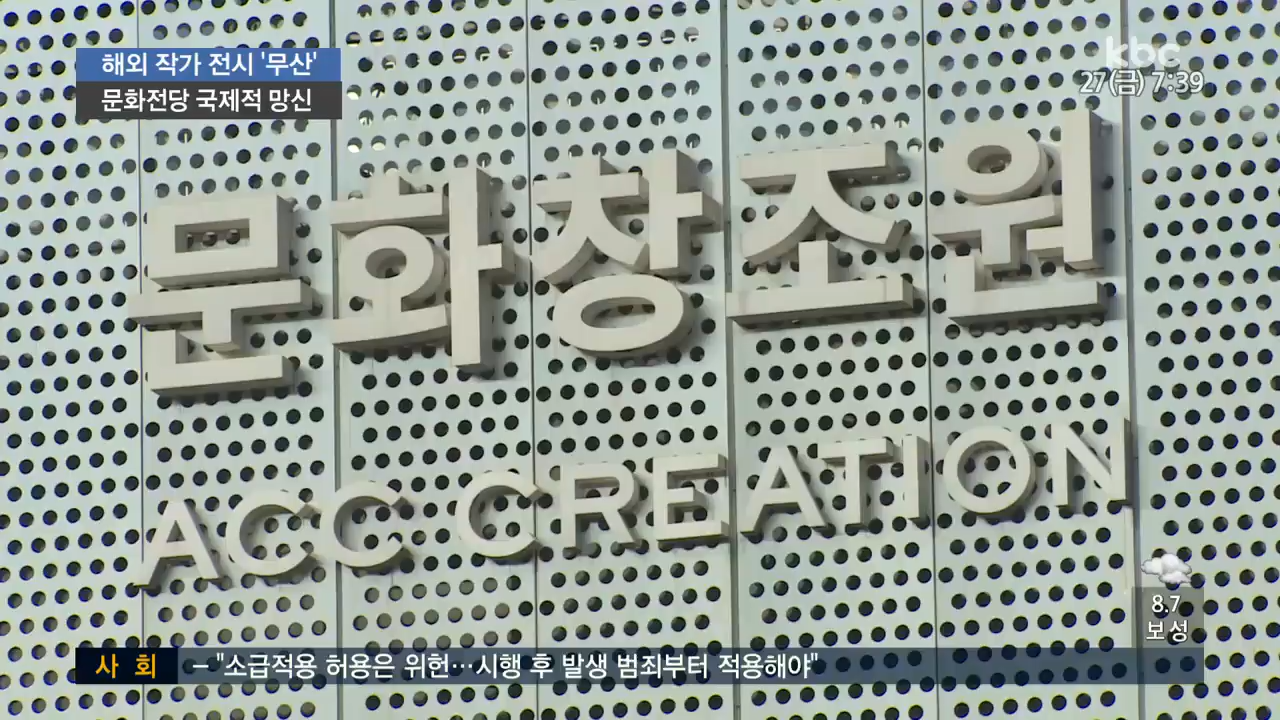 해외 작가 전시 '무산'
문화전당 국제적 망신
kbc
27(금) 7:39
문화창조원
ACC CREATION
8.7
보성
사 회
– "소급적용 허용은 위헌…시행 후 발생 범죄부터 적용해야"